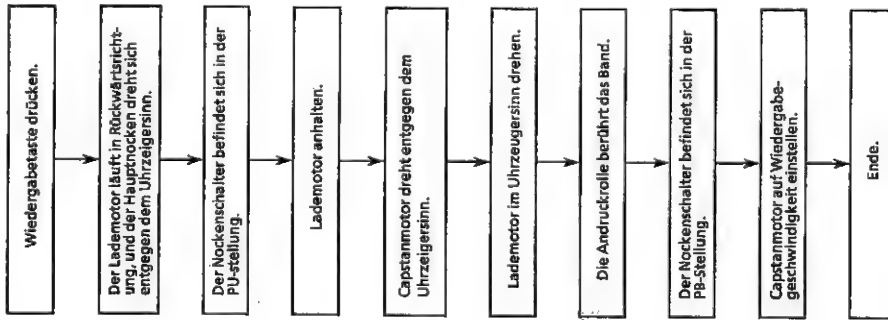 Wiedergabetaste drücken.
Der Lademotor läuft in Rückwärtsricht-
ung, und der Hauptnocken dreht sich
entgegen dem Uhrzeigersinn.
Der Nockenschalter befindet sich in der
PU-stellung.
Lademotor anhalten.
Capstanmotor dreht entgegen dem
Uhrzeigersinn.
Lademotor im Uhrzeugersinn drehen.
Die Andruckrolle berührt das Band.
Der Nockenschalter befindet sich in der
PB-Stellung.
Capstanmotor auf Wiedergabe-
geschwindigkeit einstellen.
Ende.